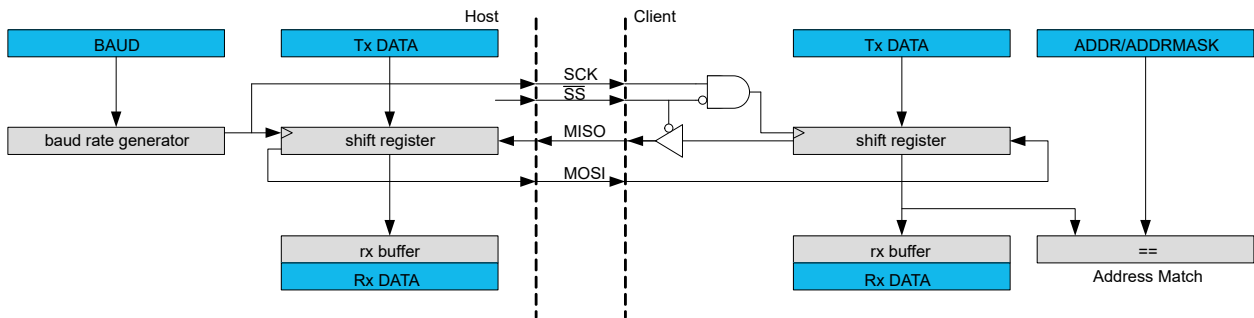 Host
Client
BAUD
Tx DATA
Tx DATA
ADDR/ADDRMASK
SCK
S̅S̅
baud rate generator
shift register
MISO
shift register
MOSI
rx buffer
rx buffer
==
Rx DATA
Rx DATA
Address Match